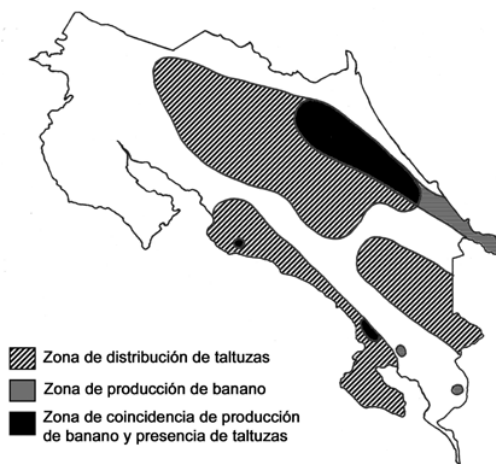 Zona de distribución de taltuzas
Zona de producción de banano
Zona de coincidencia de producción
de banano y presencia de taltuzas